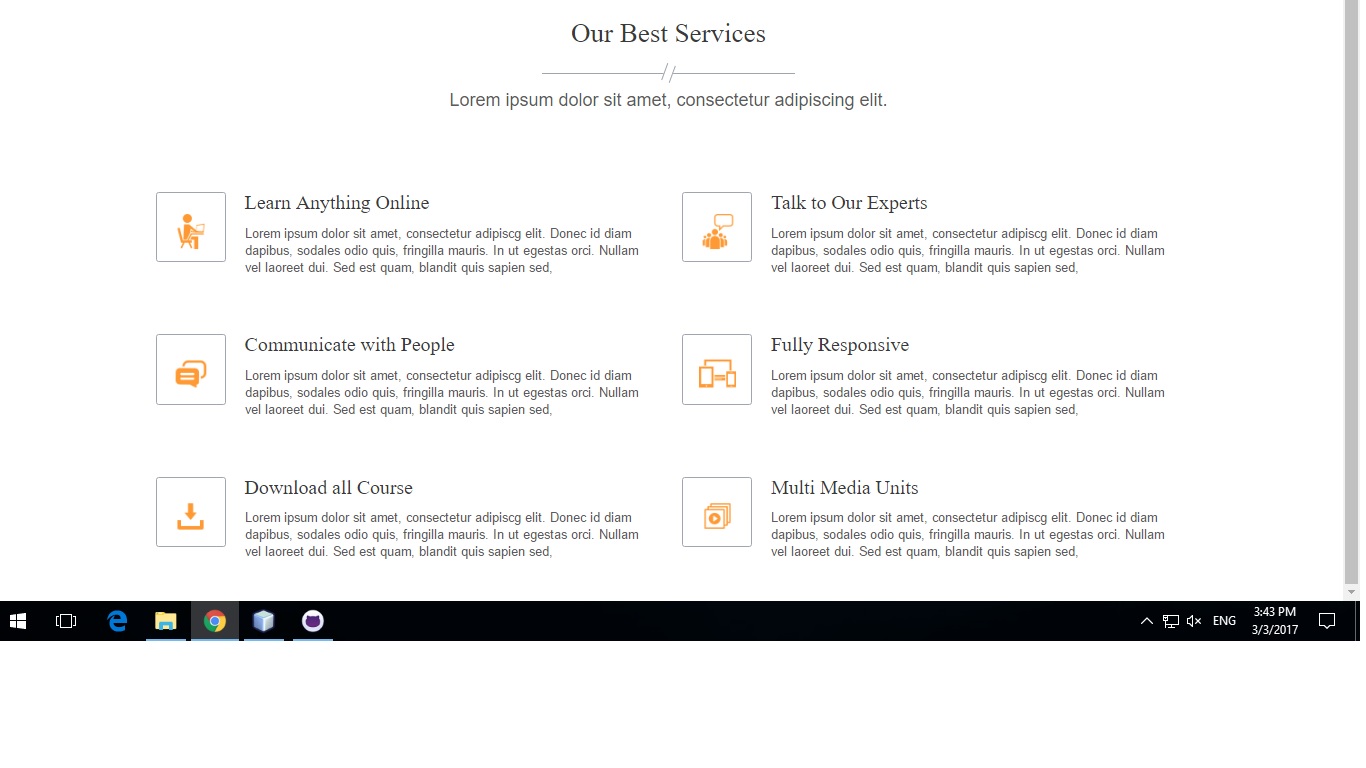 Our Best Services
Lorem ipsum dolor sit amet, consectetur adipiscing elit.
Learn Anything Online
Lorem ipsum dolor sit amet, consectetur adipiscg elit. Donec id diam
dapibus, sodales odio quis, fringilla mauris. In ut egestas orci. Nullam
vel laoreet dui. Sed est quam, blandit quis sapien sed,
Talk to Our Experts
Lorem ipsum dolor sit amet, consectetur adipiscg elit. Donec id diam
dapibus, sodales odio quis, fringilla mauris. In ut egestas orci. Nullam
vel laoreet dui. Sed est quam, blandit quis sapien sed,
Communicate with People
Lorem ipsum dolor sit amet, consectetur adipiscg elit. Donec id diam
dapibus, sodales odio quis, fringilla mauris. In ut egestas orci. Nullam
vel laoreet dui. Sed est quam, blandit quis sapien sed,
Fully Responsive
Lorem ipsum dolor sit amet, consectetur adipiscg elit. Donec id diam
dapibus, sodales odio quis, fringilla mauris. In ut egestas orci. Nullam
vel laoreet dui. Sed est quam, blandit quis sapien sed,
Download all Course
Lorem ipsum dolor sit amet, consectetur adipiscg elit. Donec id diam
dapibus, sodales odio quis, fringilla mauris. In ut egestas orci. Nullam
vel laoreet dui. Sed est quam, blandit quis sapien sed,
Multi Media Units
Lorem ipsum dolor sit amet, consectetur adipiscg elit. Donec id diam
dapibus, sodales odio quis, fringilla mauris. In ut egestas orci. Nullam
vel laoreet dui. Sed est quam, blandit quis sapien sed,
ENG
3:43 PM
3/3/2017